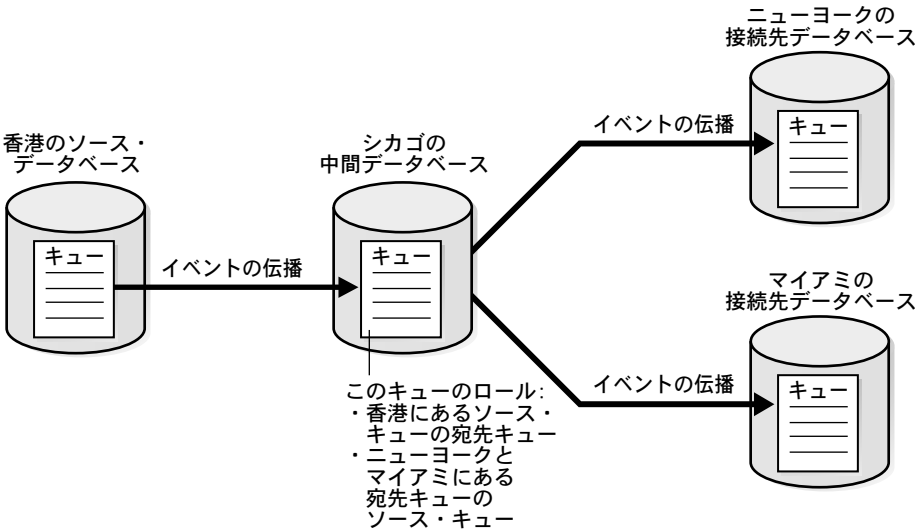 ニューヨークの
接続先データベース
キュー
イベントの伝播
香港のソース・
データベース
キュー
イベントの伝播
シカゴの
中間データベース
キュー
このキューのロール:
・香港にあるソース・
キューの宛先キュー
・ニューヨークと
マイアミにある
宛先キューの
ソース・キュー
イベントの伝播
マイアミの
接続先データベース
キュー